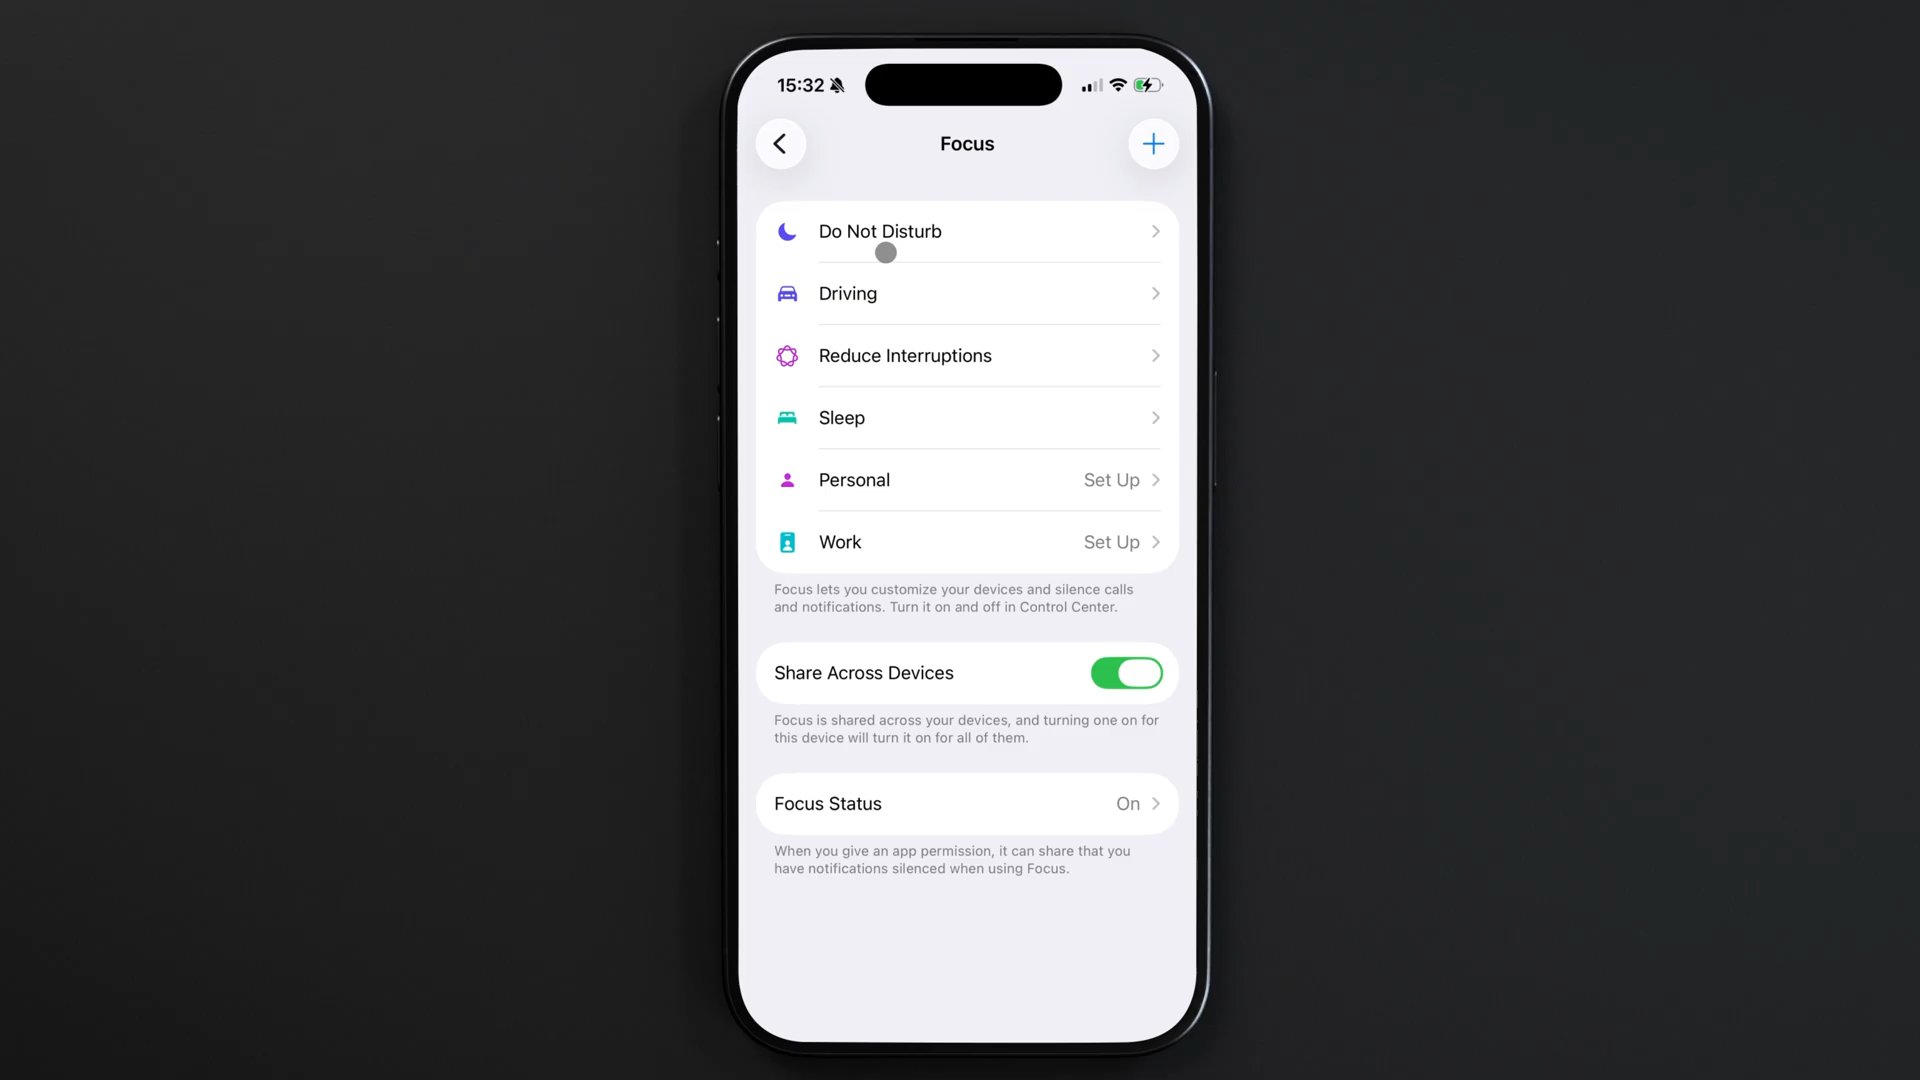 15:32
Focus
Do Not Disturb
Driving
Reduce Interruptions
Sleep
Personal Set Up
Work Set Up
Focus lets you customize your devices and silence calls
and notifications. Turn it on and off in Control Center.
Share Across Devices
Focus is shared across your devices, and turning one on for
this device will turn it on for all of them.
Focus Status On
When you give an app permission, it can share that you
have notifications silenced when using Focus.